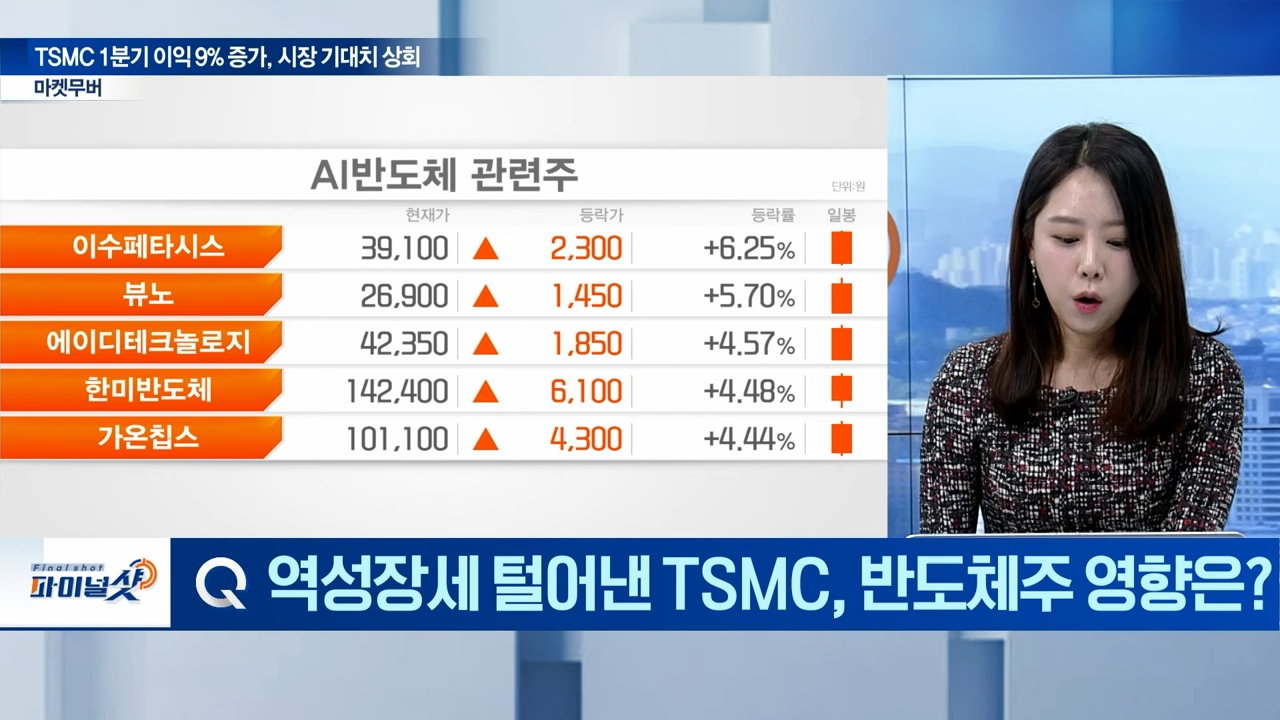 TSMC 1분기 이익 9% 증가, 시장 기대치 상회
마켓무버
AI반도체 관련주
단위:원
현재가 등락가 등락률 일봉
이수페타시스 39,100 ▲ 2,300 +6.25%
뷰노 26,900 ▲ 1,450 +5.70%
에이디테크놀로지 42,350 ▲ 1,850 +4.57%
한미반도체 142,400 ▲ 6,100 +4.48%
가온칩스 101,100 ▲ 4,300 +4.44%
Final shot
파이널샷
Q 역성장세 털어낸 TSMC, 반도체주 영향은?